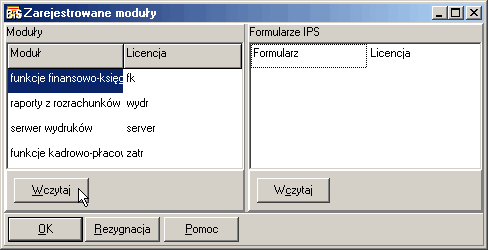 Zarejestrowane moduły
Moduły
Formularze IPS
Moduł Licencja
Formularz Licencja
funkcje finansowo-księg fk
raporty z rozrachunków wydr
serwer wydruków server
funkcje kadrowo-płacow zatr
Wczytaj
Wczytaj
OK Rezygnacja Pomoc